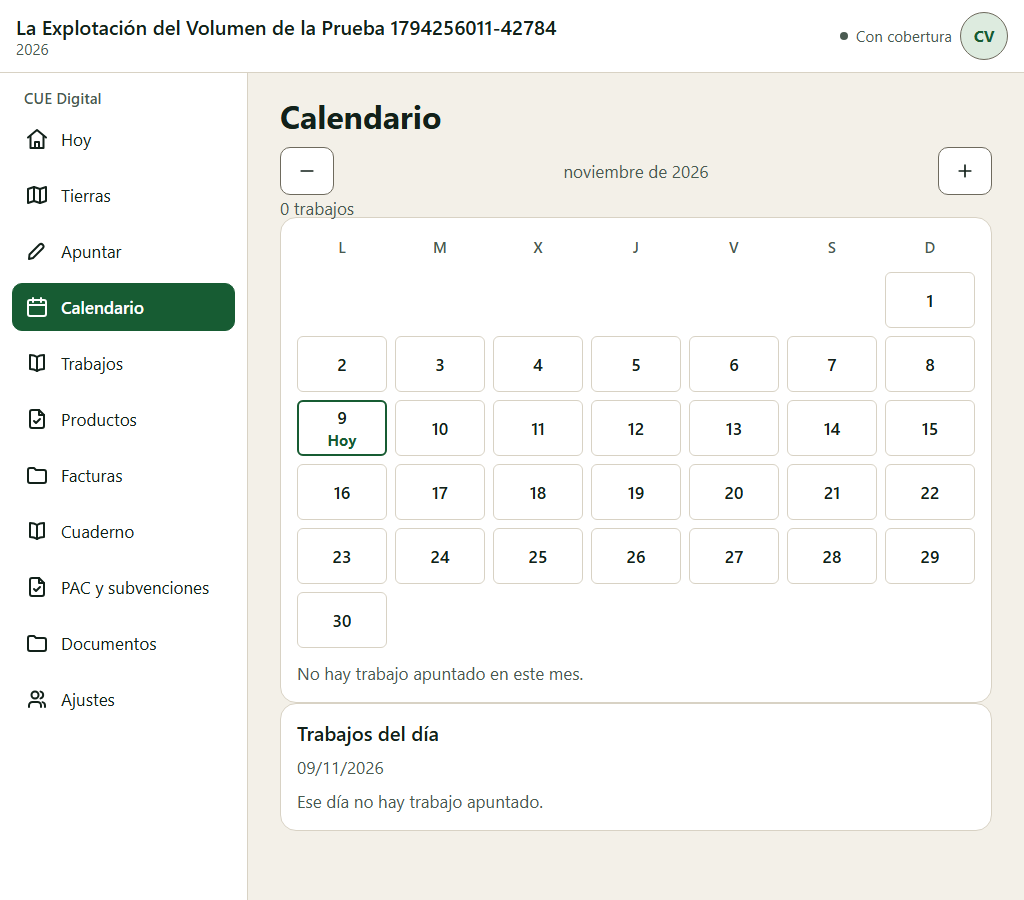 La Explotación del Volumen de la Prueba 1794256011-42784
2026
Con cobertura
CV
CUE Digital
Hoy
Tierras
Apuntar
Calendario
Trabajos
Productos
Facturas
Cuaderno
PAC y subvenciones
Documentos
Ajustes
Calendario
− noviembre de 2026 +
0 trabajos
L M X J V S D
1
2 3 4 5 6 7 8
9 10 11 12 13 14 15
Hoy
16 17 18 19 20 21 22
23 24 25 26 27 28 29
30
No hay trabajo apuntado en este mes.
Trabajos del día
09/11/2026
Ese día no hay trabajo apuntado.